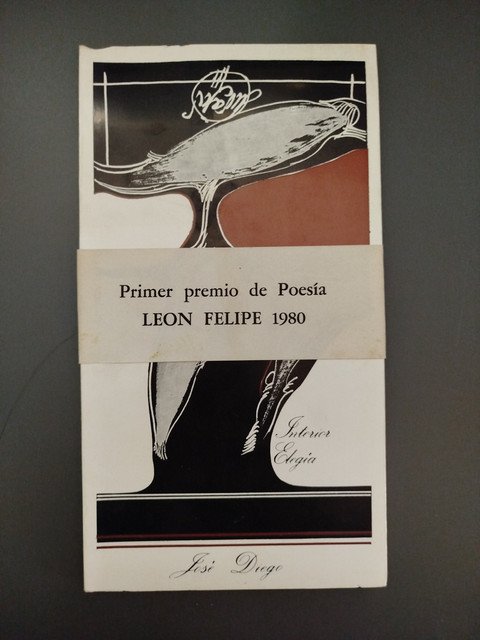 Primer premio de Poesía
LEON FELIPE 1980
Interior
Elegía
José Diego